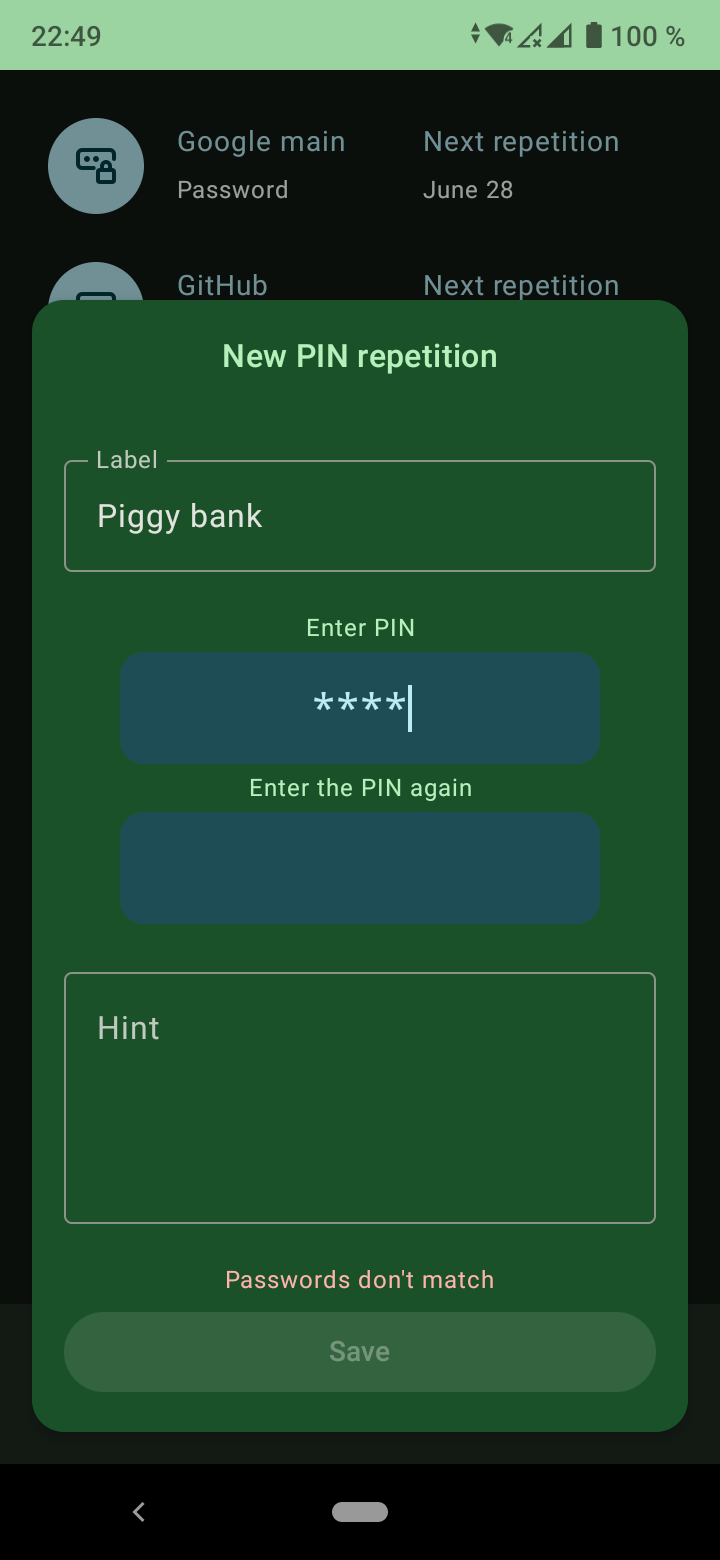 22:49
100 %
Google main
Next repetition
Password
June 28
GitHub
Next repetition
New PIN repetition
Label
Piggy bank
Enter PIN
****
Enter the PIN again
Hint
Passwords don't match
Save